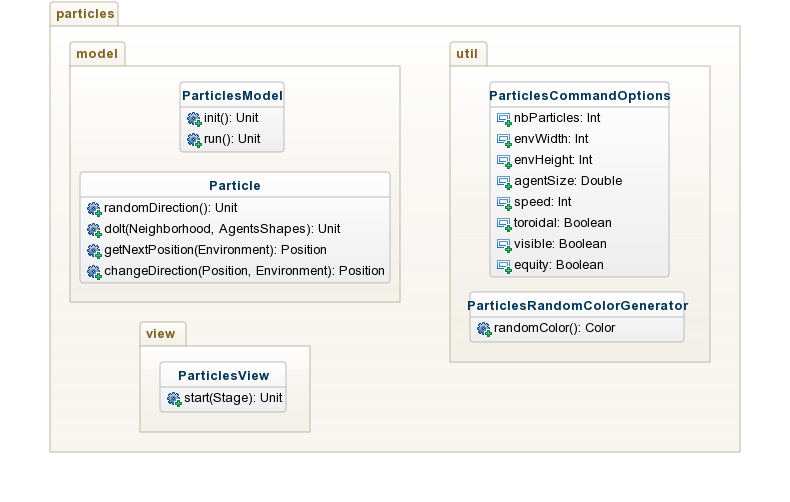 particles
model
ParticlesModel
init(): Unit
run(): Unit
Particle
randomDirection(): Unit
doIt(Neighborhood, AgentsShapes): Unit
getNextPosition(Environment): Position
changeDirection(Position, Environment): Position
view
ParticlesView
start(Stage): Unit
util
ParticlesCommandOptions
nbParticles: Int
envWidth: Int
envHeight: Int
agentSize: Double
speed: Int
toroidal: Boolean
visible: Boolean
equity: Boolean
ParticlesRandomColorGenerator
randomColor(): Color